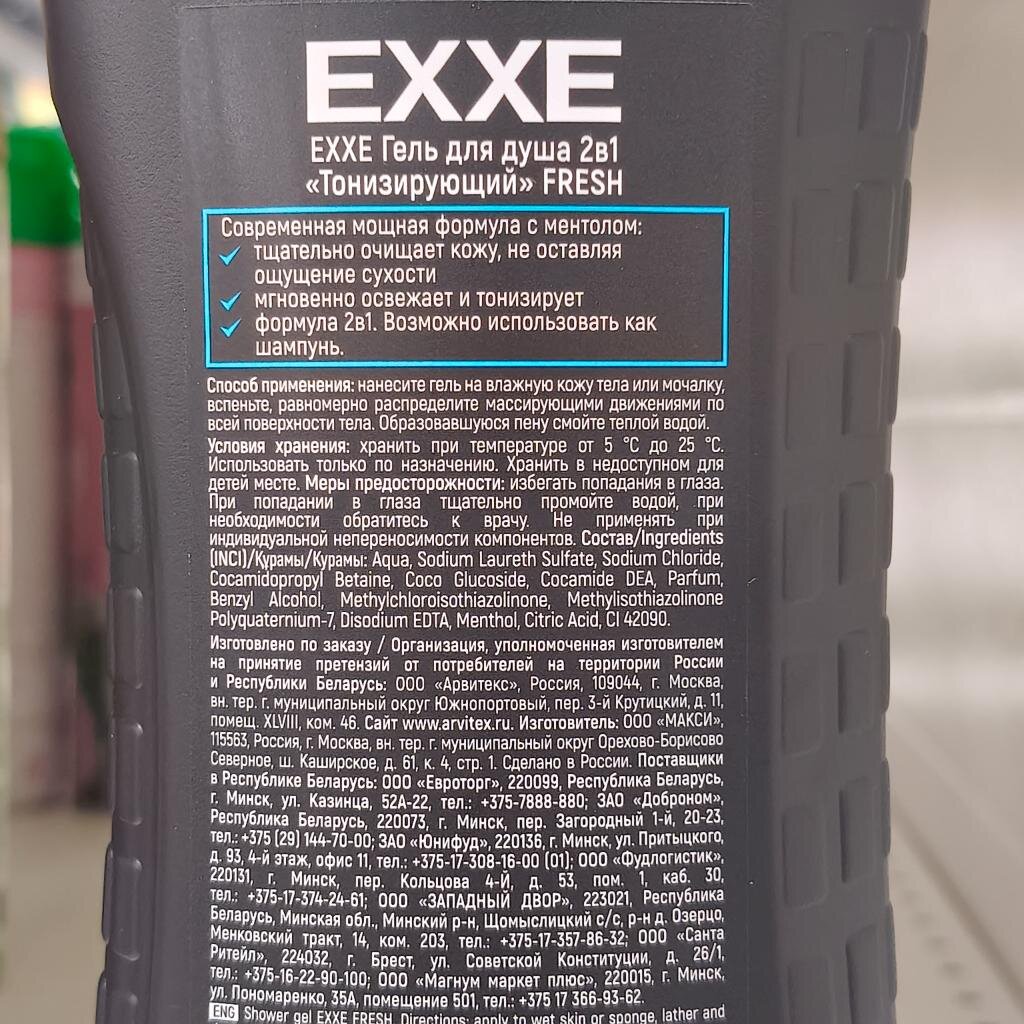 EXXE
EXXE Гель для душа 2в1
«Тонизирующий» FRESH
Современная мощная формула с ментолом:
тщательно очищает кожу, не оставляя
ощущение сухости
мгновенно освежает и тонизирует
формула 2в1. Возможно использовать как
шампунь.
Способ применения: нанесите гель на влажную кожу тела или мочалку,
вспеньте, равномерно распределите массирующими движениями по
всей поверхности тела. Образовавшуюся пену смойте теплой водой.
Условия хранения: хранить при температуре от 5 °С до 25 °С.
Использовать только по назначению. Хранить в недоступном для
детей месте. Меры предосторожности: избегать попадания в глаза.
При попадании в глаза тщательно промойте водой, при
необходимости обратитесь к врачу. Не применять при
индивидуальной непереносимости компонентов. Состав/Ingredients
(INCI)/Құрамы/Курамы: Aqua, Sodium Laureth Sulfate, Sodium Chloride,
Cocamidopropyl Betaine, Coco Glucoside, Cocamide DEA, Parfum,
Benzyl Alcohol, Methylchloroisothiazolinone, Methylisothiazolinone
Polyquaternium-7, Disodium EDTA, Menthol, Citric Acid, CI 42090.
Изготовлено по заказу / Организация, уполномоченная изготовителем
на принятие претензий от потребителей на территории России
и Республики Беларусь: ООО «Арвитекс», Россия, 109044, г. Москва,
вн. тер. г. муниципальный округ Южнопортовый, пер. 3-й Крутицкий, д. 11,
помещ. XLVIII, ком. 46. Сайт www.arvitex.ru. Изготовитель: ООО «МАКСИ»,
115563, Россия, г. Москва, вн. тер. г. муниципальный округ Орехово-Борисово
Северное, ш. Каширское, д. 61, к. 4, стр. 1. Сделано в России. Поставщики
в Республике Беларусь: ООО «Евроторг», 220099, Республика Беларусь,
г. Минск, ул. Казинца, 52А-22, тел.: +375-7888-880; ЗАО «Доброном»,
Республика Беларусь, 220073, г. Минск, пер. Загородный 1-й, 20-23,
тел.: +375 (29) 144-70-00; ЗАО «Юнифуд», 220136, г. Минск, ул. Притыцкого,
д. 93, 4-й этаж, офис 11, тел.: +375-17-308-16-00 (01); ООО «Фудлогистик»,
220131, г. Минск, пер. Кольцова 4-Й, д. 53, пом. 1, каб. 30,
тел.: +375-17-374-24-61; ООО «ЗАПАДНЫЙ ДВОР», 223021, Республика
Беларусь, Минская обл., Минский р-н, Щомыслицкий с/с, р-н д. Озерцо,
Менковский тракт, 14, ком. 203, тел.: +375-17-357-86-32; ООО «Санта
Ритейл», 224032, г. Брест, ул. Советской Конституции, д. 26/1,
тел.: +375-16-22-90-100; ООО «Магнум маркет плюс», 220015, г. Минск,
ул. Пономаренко, 35А, помещение 501, тел.: +375 17 366-93-62.
ENG Shower gel EXXE FRESH. Directions: apply to wet skin or sponge, lather and